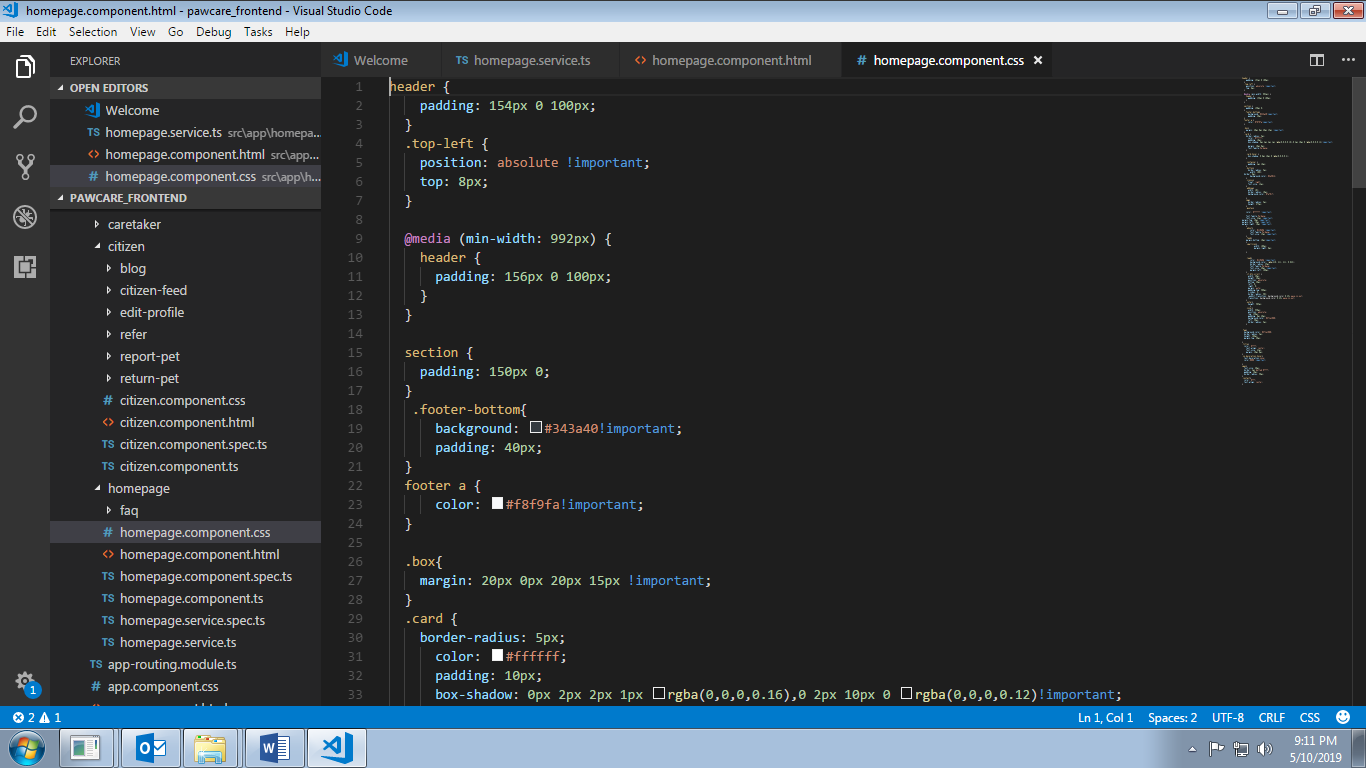 homepage.component.html - pawcare_frontend - Visual Studio Code
File Edit Selection View Go Debug Tasks Help
EXPLORER
OPEN EDITORS
Welcome
TS homepage.service.ts src\app\homepa...
<> homepage.component.html src\app...
# homepage.component.css src\app\h...
PAWCARE_FRONTEND
caretaker
citizen
blog
citizen-feed
edit-profile
refer
report-pet
return-pet
# citizen.component.css
<> citizen.component.html
TS citizen.component.spec.ts
TS citizen.component.ts
homepage
faq
# homepage.component.css
<> homepage.component.html
TS homepage.component.spec.ts
TS homepage.component.ts
TS homepage.service.spec.ts
TS homepage.service.ts
TS app-routing.module.ts
# app.component.css
Welcome TS homepage.service.ts <> homepage.component.html # homepage.component.css ×
1 header {
2 padding: 154px 0 100px;
3 }
4 .top-left {
5 position: absolute !important;
6 top: 8px;
7 }
8
9 @media (min-width: 992px) {
10 header {
11 padding: 156px 0 100px;
12 }
13 }
14
15 section {
16 padding: 150px 0;
17 }
18 .footer-bottom{
19 background: #343a40!important;
20 padding: 40px;
21 }
22 footer a {
23 color: #f8f9fa!important;
24 }
25
26 .box{
27 margin: 20px 0px 20px 15px !important;
28 }
29 .card {
30 border-radius: 5px;
31 color: #ffffff;
32 padding: 10px;
33 box-shadow: 0px 2px 2px 1px rgba(0,0,0,0.16),0 2px 10px 0 rgba(0,0,0,0.12)!important;
1
2 1 Ln 1, Col 1 Spaces: 2 UTF-8 CRLF CSS
9:11 PM
5/10/2019